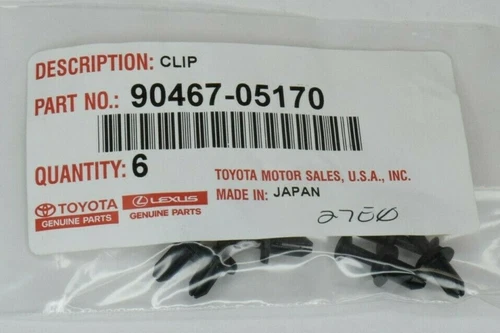 DESCRIPTION: CLIP
PART NO.: 90467-05170
QUANTITY: 6
TOYOTA MOTOR SALES, U.S.A., INC.
MADE IN: JAPAN
TOYOTA LEXUS
GENUINE PARTS GENUINE PARTS